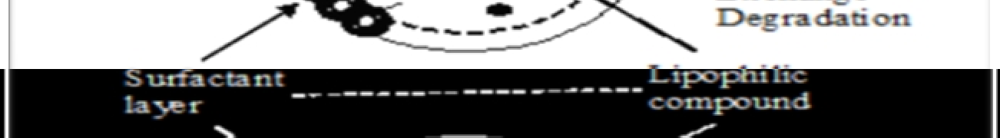 Degradation
Surfactant
layer
Lipophilic
compound